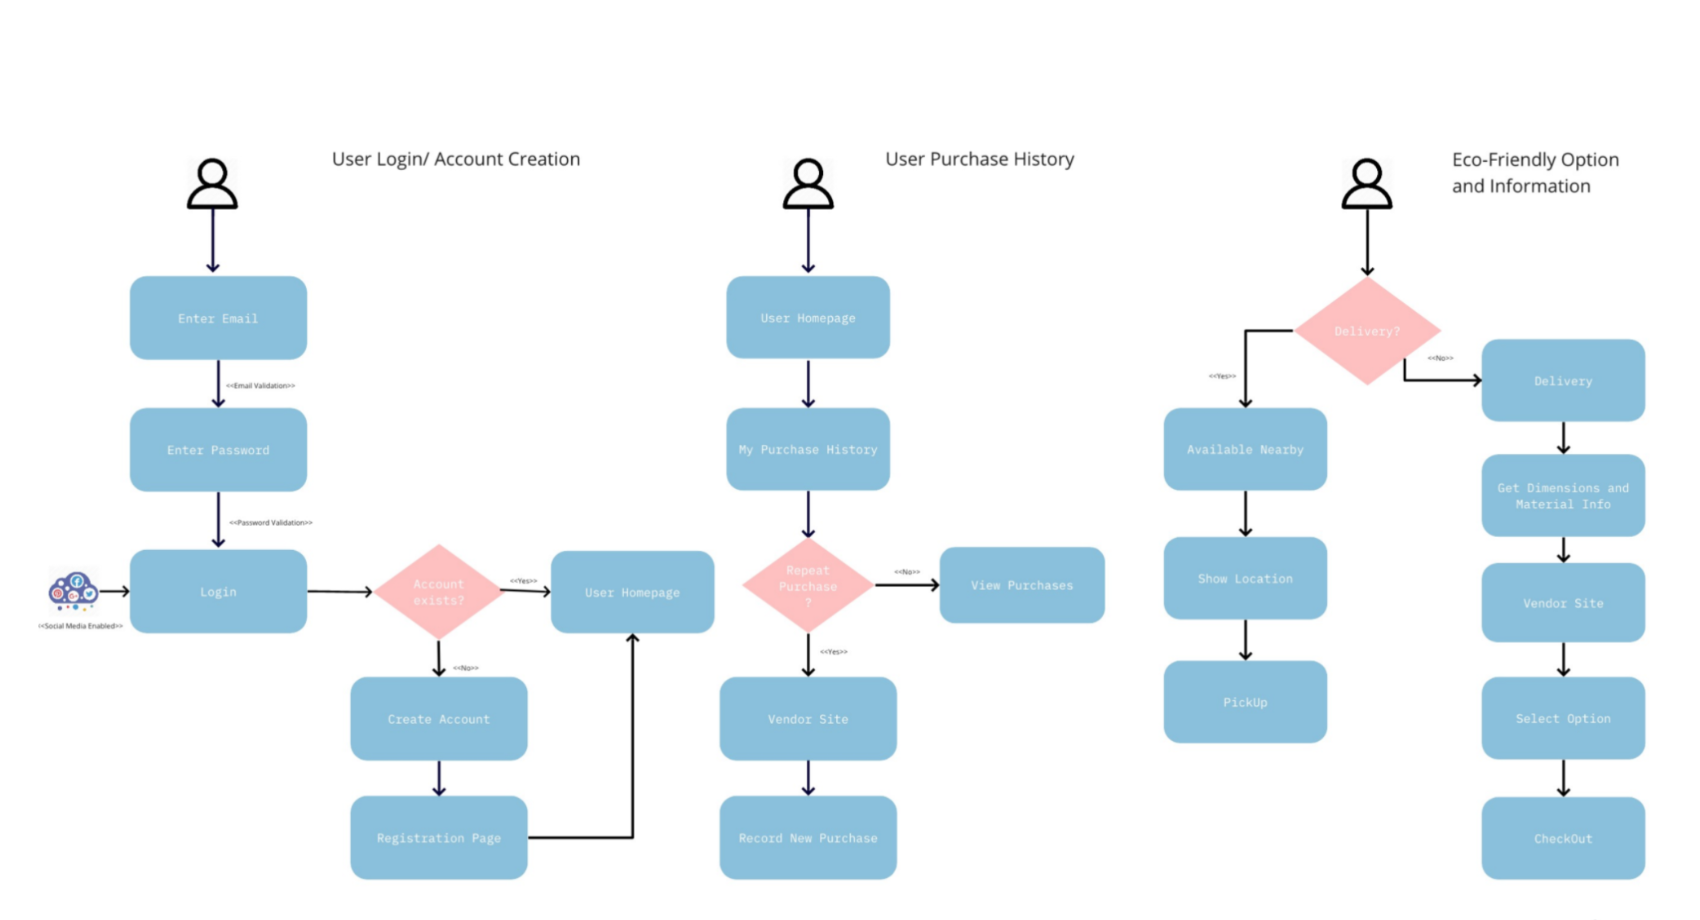 User Login/ Account Creation
Enter Email
<<Email Validation>>
Enter Password
<<Password Validation>>
Login
<<Social Media Enabled>>
Account
exists?
<<Yes>>
User Homepage
<<No>>
Create Account
Registration Page
User Purchase History
User Homepage
My Purchase History
Repeat
Purchase
?
<<No>>
View Purchases
<<Yes>>
Vendor Site
Record New Purchase
Eco-Friendly Option
and Information
Delivery?
<<Yes>>
Available Nearby
Show Location
PickUp
<<No>>
Delivery
Get Dimensions and
Material Info
Vendor Site
Select Option
CheckOut